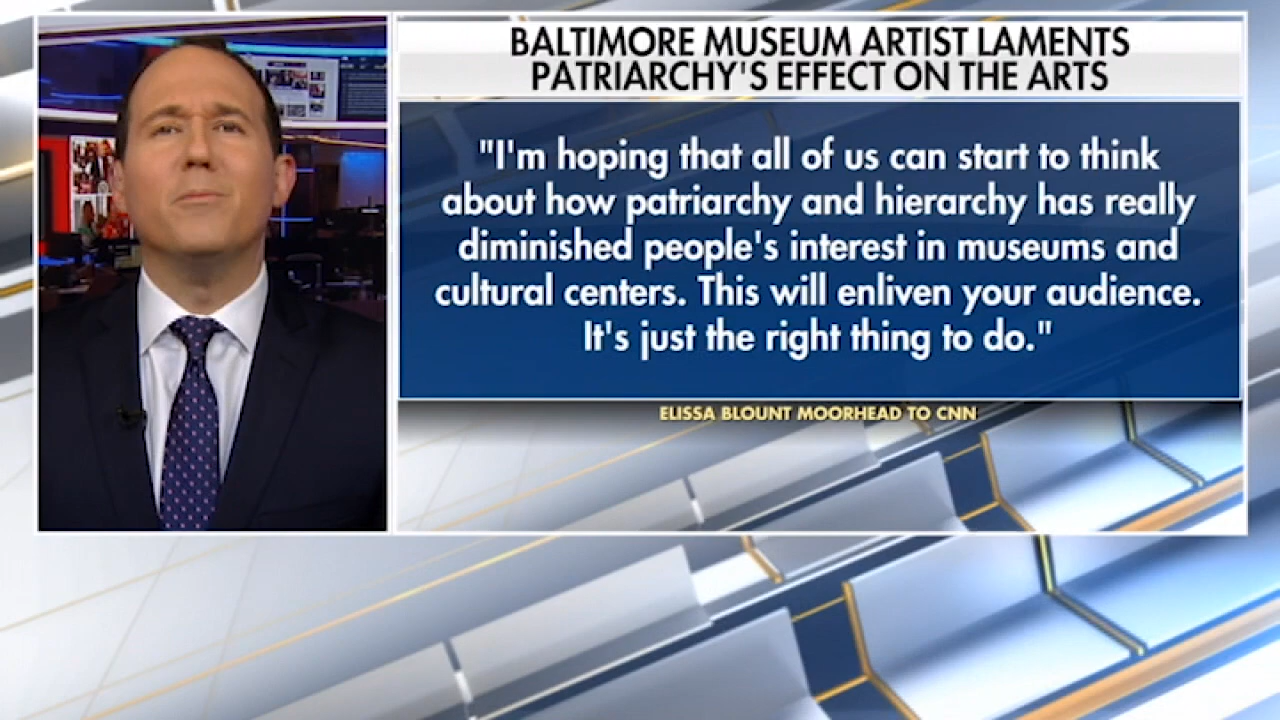 BALTIMORE MUSEUM ARTIST LAMENTS
PATRIARCHY'S EFFECT ON THE ARTS
"I'm hoping that all of us can start to think
about how patriarchy and hierarchy has really
diminished people's interest in museums and
cultural centers. This will enliven your audience.
It's just the right thing to do."
ELISSA BLOUNT MOORHEAD TO CNN